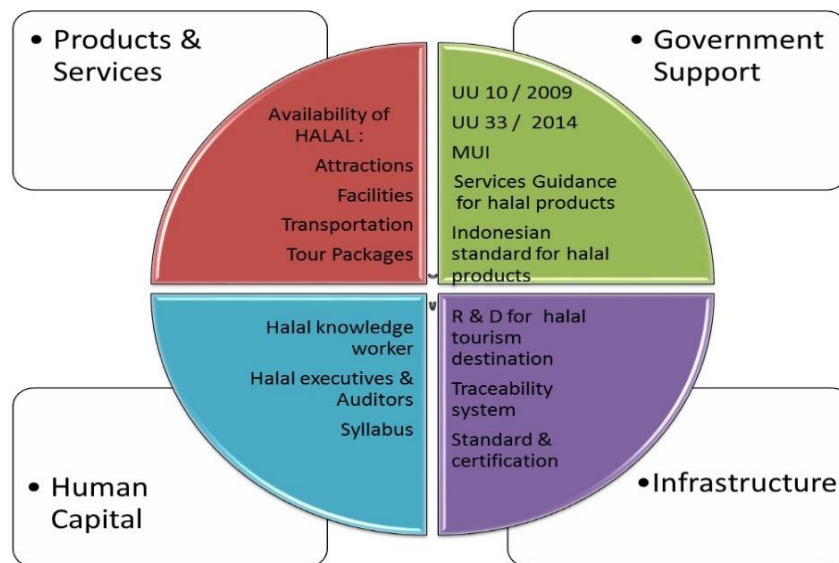 • Products &
Services
• Government
Support
Availability of
HALAL :
Attractions
Facilities
Transportation
Tour Packages
UU 10 / 2009
UU 33 / 2014
MUI
Services Guidance
for halal products
Indonesian
standard for halal
products
Halal knowledge
worker
Halal executives &
Auditors
Syllabus
R & D for halal
tourism
destination
Traceability
system
Standard &
certification
• Human
Capital
•Infrastructure